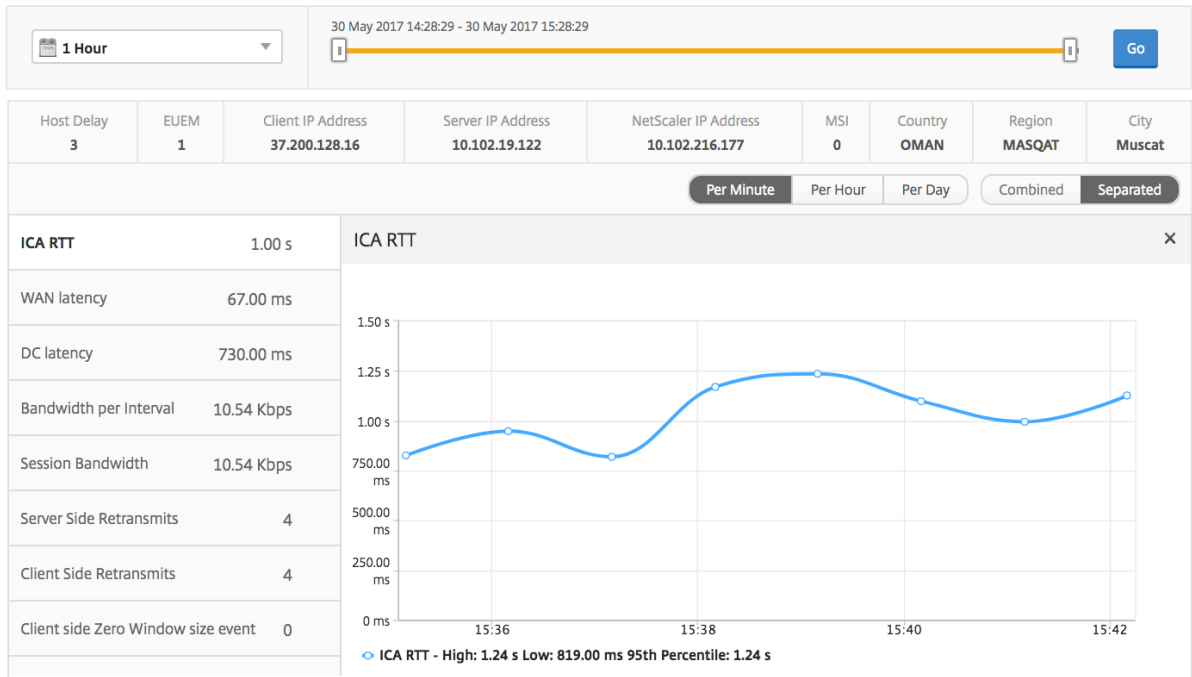 30 May 2017 14:28:29 - 30 May 2017 15:28:29
1 Hour
Go
Host Delay EUEM Client IP Address Server IP Address NetScaler IP Address MSI Country Region City
3 1 37.200.128.16 10.102.19.122 10.102.216.177 0 OMAN MASQAT Muscat
Per Minute Per Hour Per Day Combined Separated
ICA RTT 1.00 s
WAN latency 67.00 ms
DC latency 730.00 ms
Bandwidth per Interval 10.54 Kbps
Session Bandwidth 10.54 Kbps
Server Side Retransmits 4
Client Side Retransmits 4
Client side Zero Window size event 0
ICA RTT
1.50 s
1.25 s
1.00 s
750.00
ms
500.00
ms
250.00
ms
0 ms
15:36 15:38 15:40 15:42
ICA RTT - High: 1.24 s Low: 819.00 ms 95th Percentile: 1.24 s